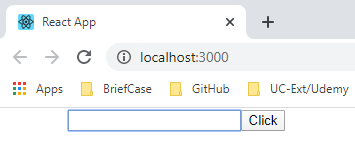 React App
localhost:3000
Apps BriefCase GitHub UC-Ext/Udemy
Click